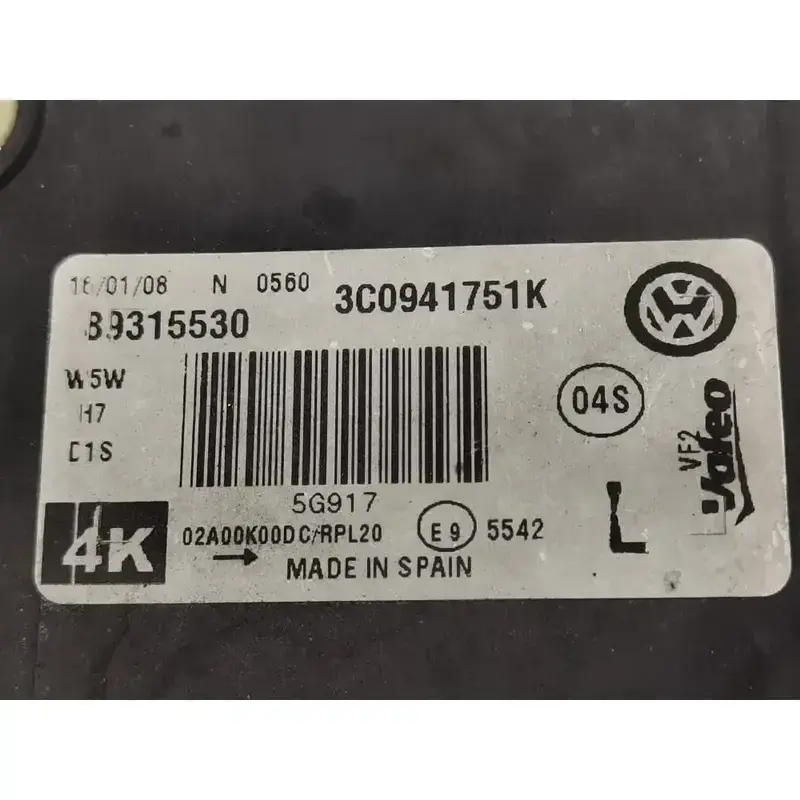 16/01/08 N 0560 3C0941751K
89315530
W5W
H7
D1S
04S
VF2
Valeo
5G917
4K
02A00K00DC/RPL20
E9 5542
L
MADE IN SPAIN